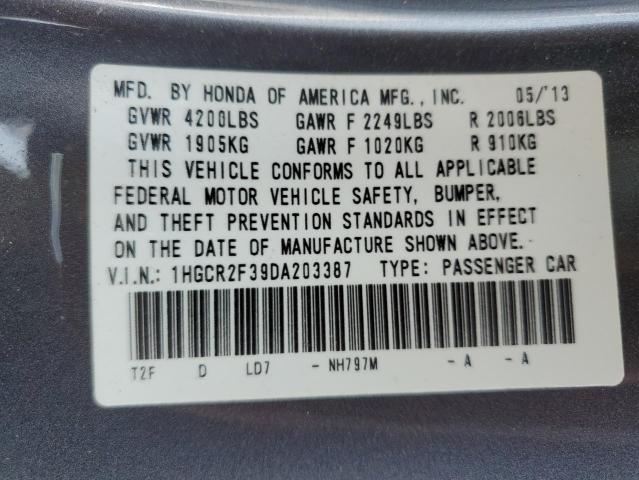 MFD. BY HONDA OF AMERICA MFG., INC. 05/'13
GVWR 4200LBS GAWR F 2249LBS R 2006LBS
GVWR 1905KG GAWR F 1020KG R 910KG
THIS VEHICLE CONFORMS TO ALL APPLICABLE
FEDERAL MOTOR VEHICLE SAFETY, BUMPER,
AND THEFT PREVENTION STANDARDS IN EFFECT
ON THE DATE OF MANUFACTURE SHOWN ABOVE.
V.I.N.: 1HGCR2F39DA203387 TYPE: PASSENGER CAR
T2F D LD7 - NH797M - A - A